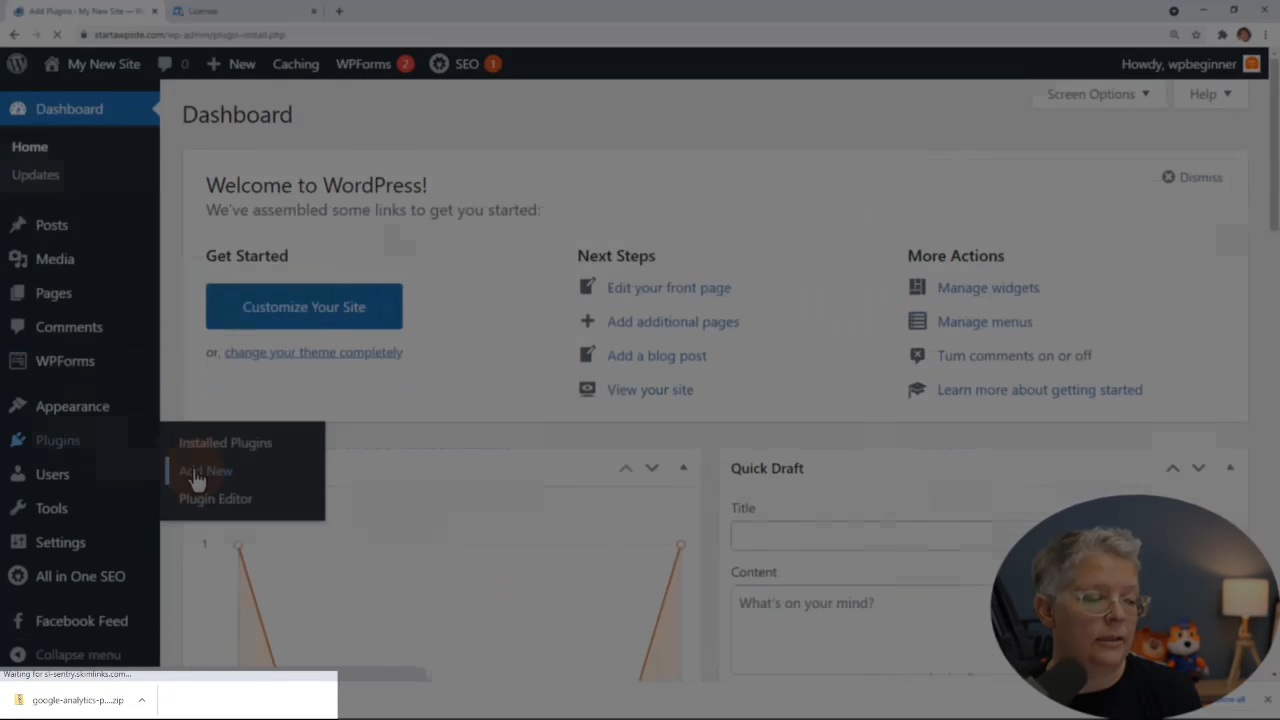 Add Plugins ‹ My New Site — W
Licenses
startawpsite.com/wp-admin/plugin-install.php
My New Site
0
New
Caching
WPForms
2
SEO
1
Howdy, wpbeginner
Dashboard
Home
Updates
Posts
Media
Pages
Comments
WPForms
Appearance
Plugins
Users
Tools
Settings
All in One SEO
Facebook Feed
Collapse menu
Installed Plugins
Add New
Plugin Editor
Dashboard
Screen Options
Help
Welcome to WordPress!
We've assembled some links to get you started:
Dismiss
Get Started
Customize Your Site
or, change your theme completely
Next Steps
Edit your front page
Add additional pages
Add a blog post
View your site
More Actions
Manage widgets
Manage menus
Turn comments on or off
Learn more about getting started
1
Quick Draft
Title
Content
What's on your mind?
Waiting for sl-sentry.skimlinks.com...
google-analytics-p....zip